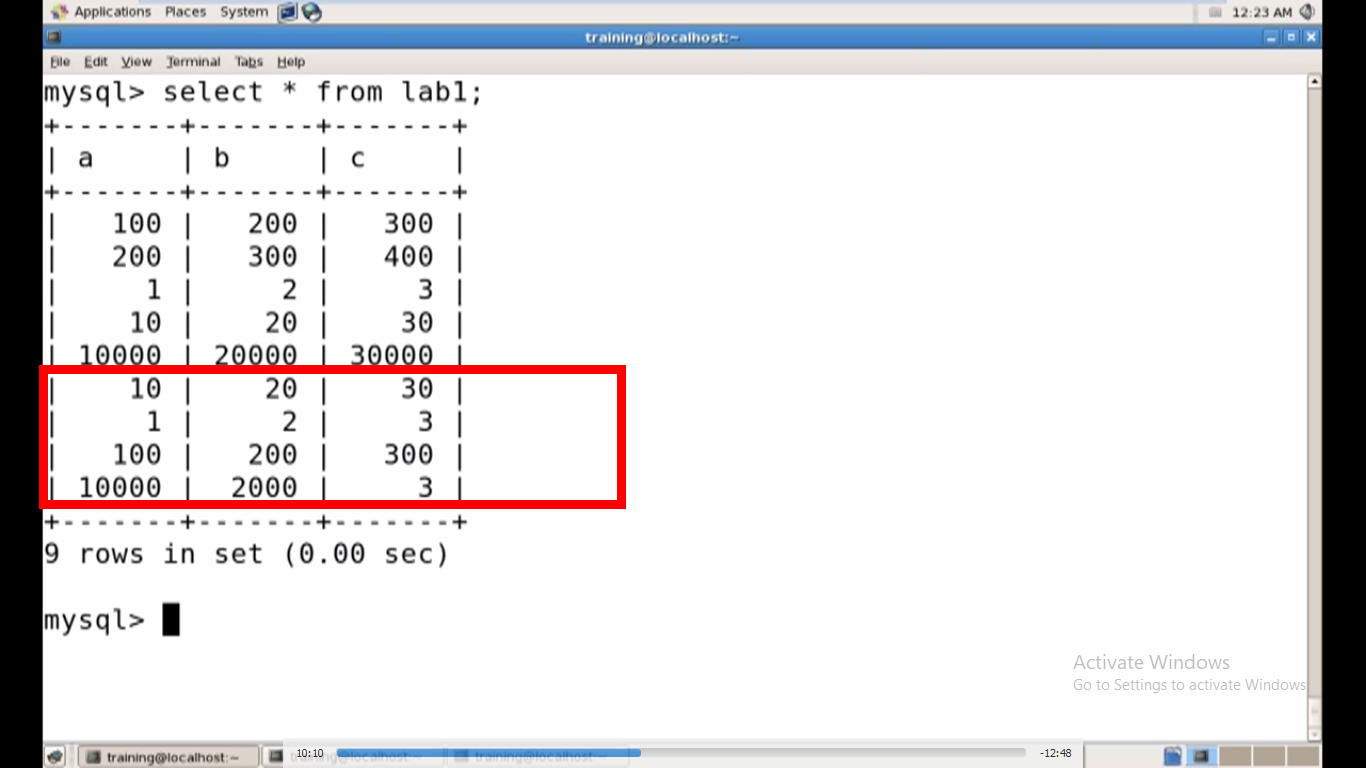 Applications Places System 12:23 AM
training@localhost:~
File Edit View Terminal Tabs Help
mysql> select * from lab1;
+-------+-------+-------+
| a | b | c |
+-------+-------+-------+
| 100 | 200 | 300 |
| 200 | 300 | 400 |
| 1 | 2 | 3 |
| 10 | 20 | 30 |
| 10000 | 20000 | 30000 |
| 10 | 20 | 30 |
| 1 | 2 | 3 |
| 100 | 200 | 300 |
| 10000 | 2000 | 3 |
+-------+-------+-------+
9 rows in set (0.00 sec)
mysql>
Activate Windows
Go to Settings to activate Windows
training@localhost:~ training@localhost:~ training@localhost:~
10:10 -12:48